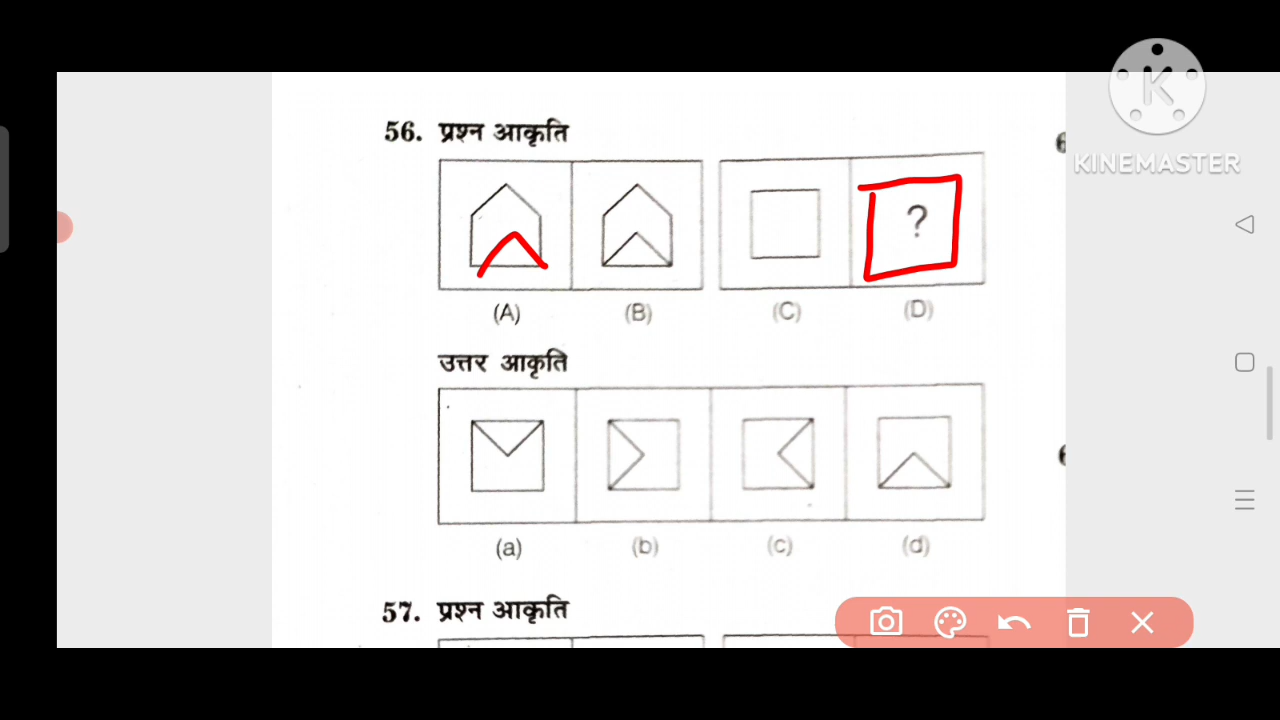 56. प्रश्न आकृति
KINEMASTER
?
(A) (B) (C) (D)
उत्तर आकृति
(a) (b) (c) (d)
57. प्रश्न आकृति